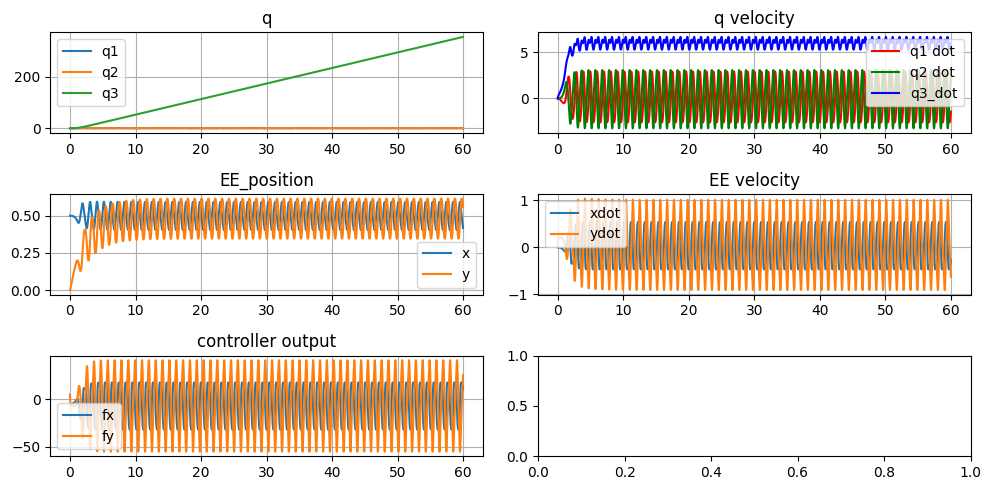 q
q1
q2
q3
200
0
0 10 20 30 40 50 60
q velocity
q1 dot
q2 dot
q3_dot
5
0
0 10 20 30 40 50 60
EE_position
0.50
0.25
0.00
x
y
0 10 20 30 40 50 60
EE velocity
xdot
ydot
1
0
−1
0 10 20 30 40 50 60
controller output
0
−50
fx
fy
0 10 20 30 40 50 60
1.0
0.5
0.0
0.0 0.2 0.4 0.6 0.8 1.0